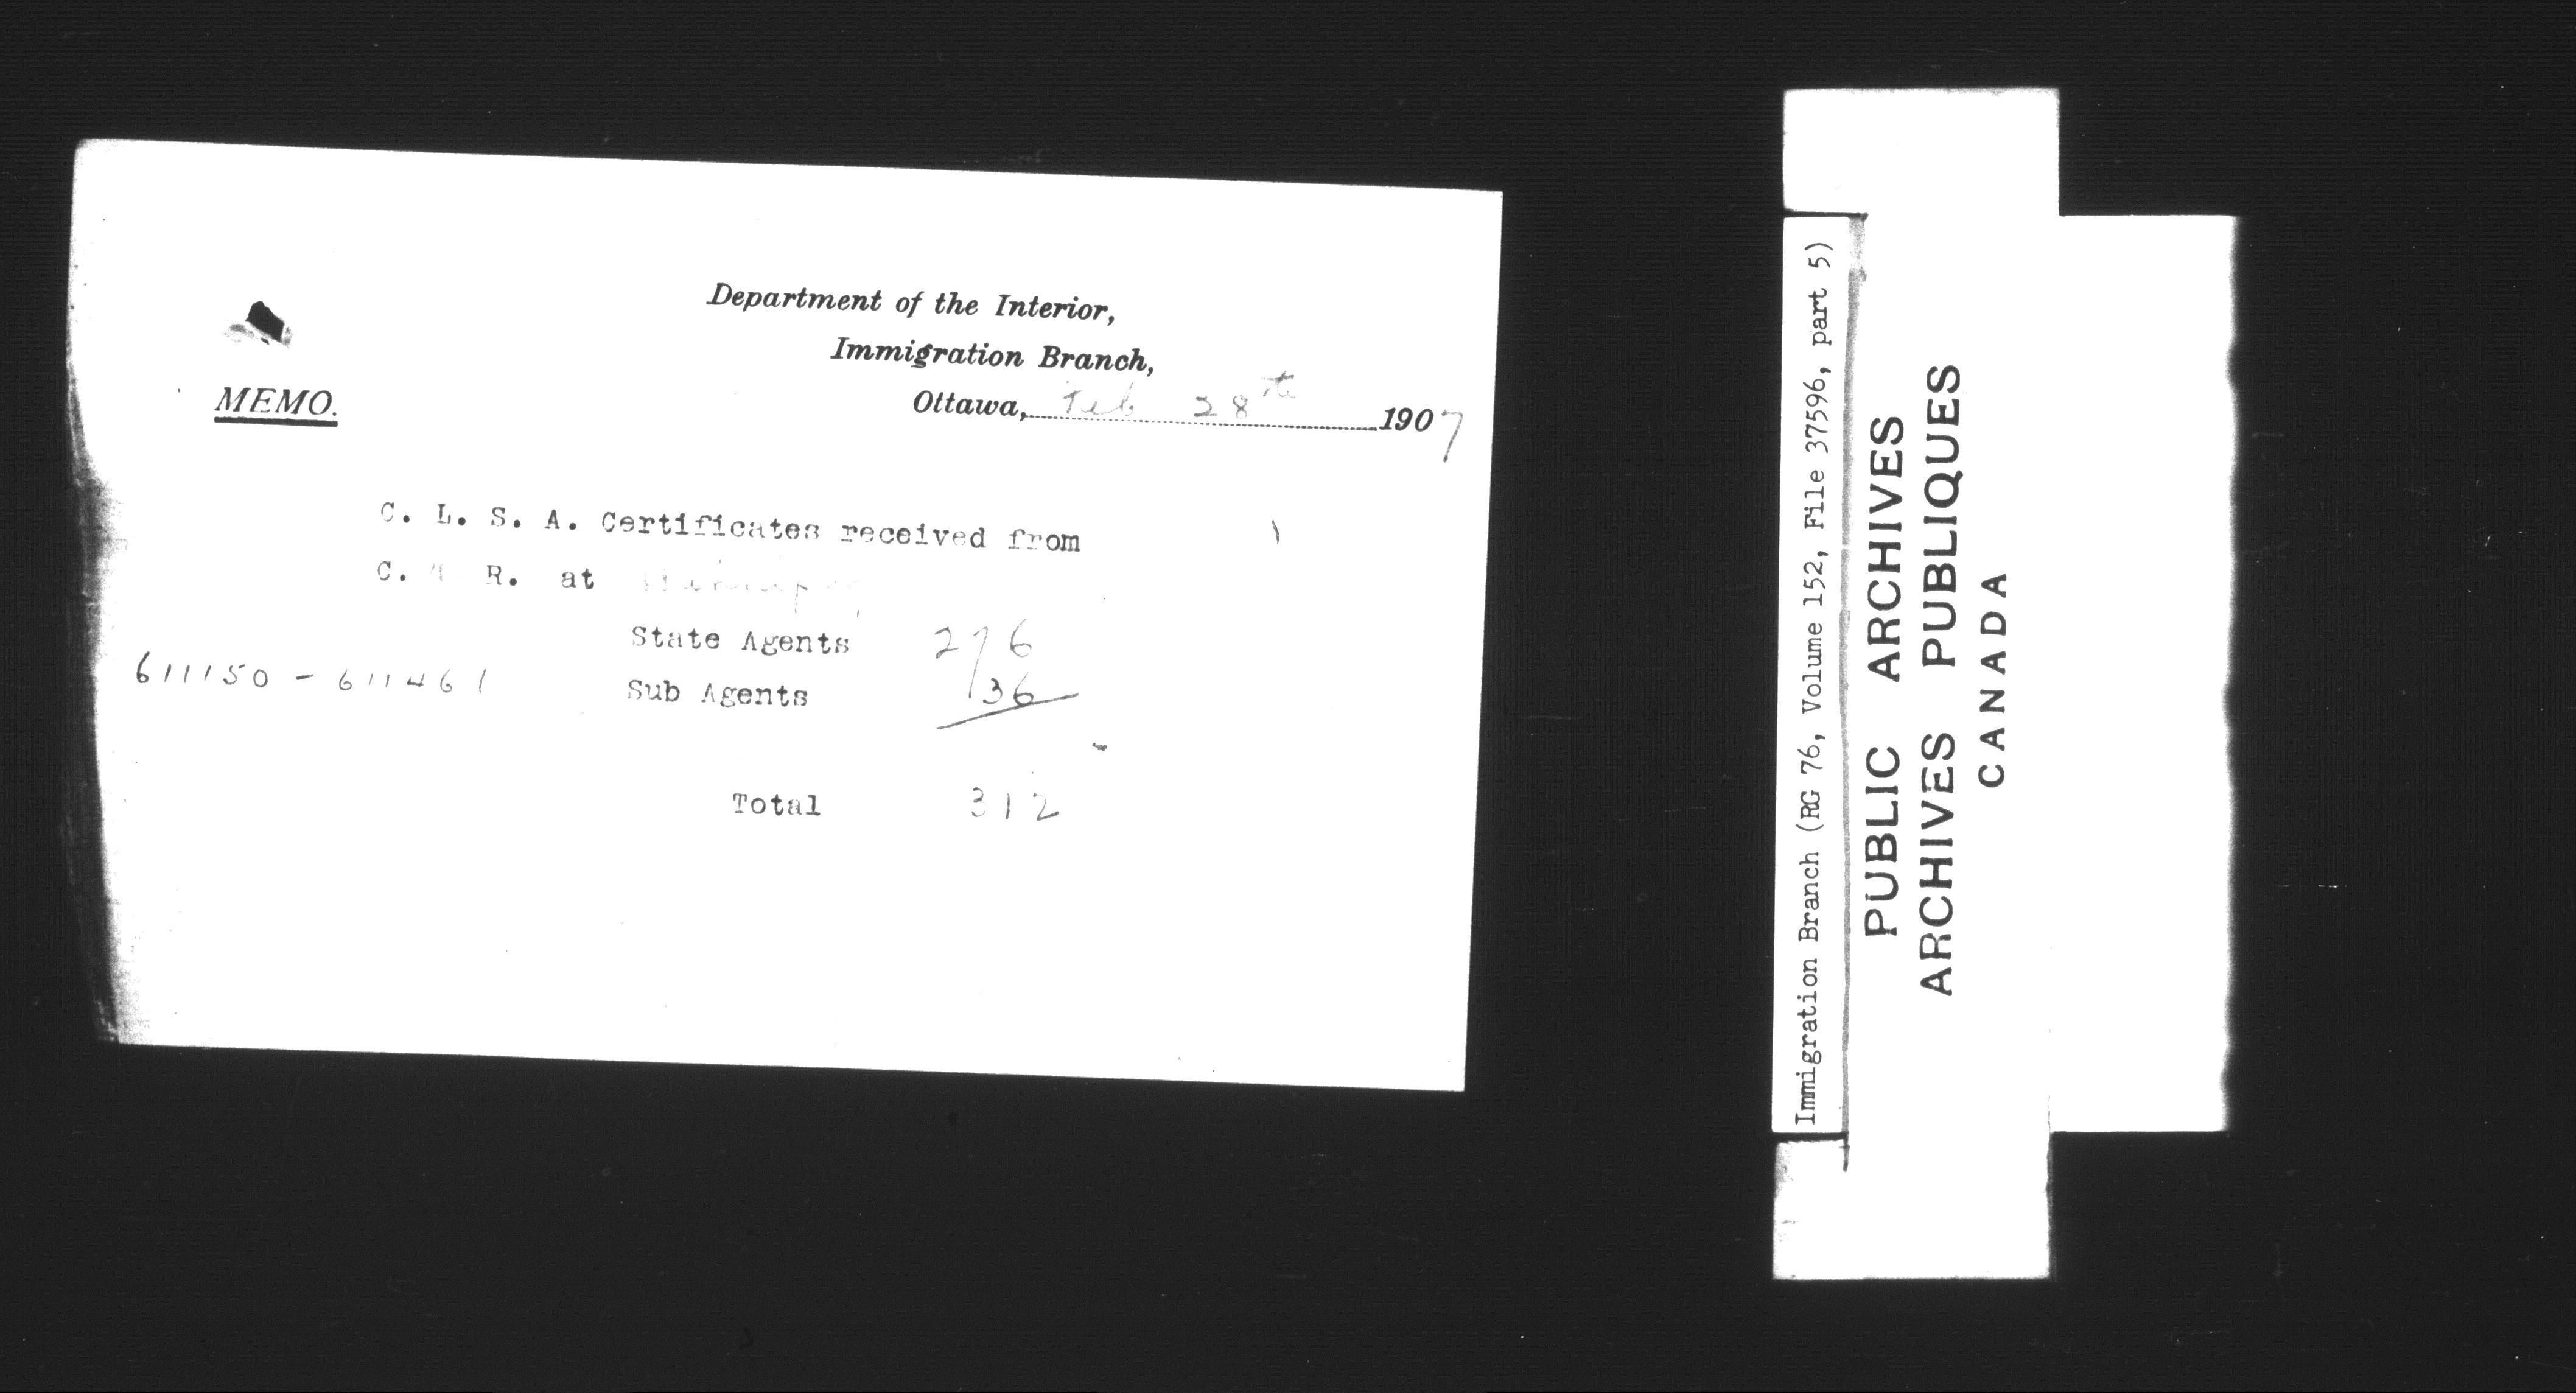 Department of the Interior,
Immigration Branch,
MEMO.
Ottawa, Feb 28th 1907
C. L. S. A. Certificates received from
C. R. at
State Agents 276
611150 - 611461
Sub Agents 36
Total 312
Immigration Branch (RG 76, Volume 152, File 37596, part 5)
PUBLIC ARCHIVES
ARCHIVES PUBLIQUES
CANADA